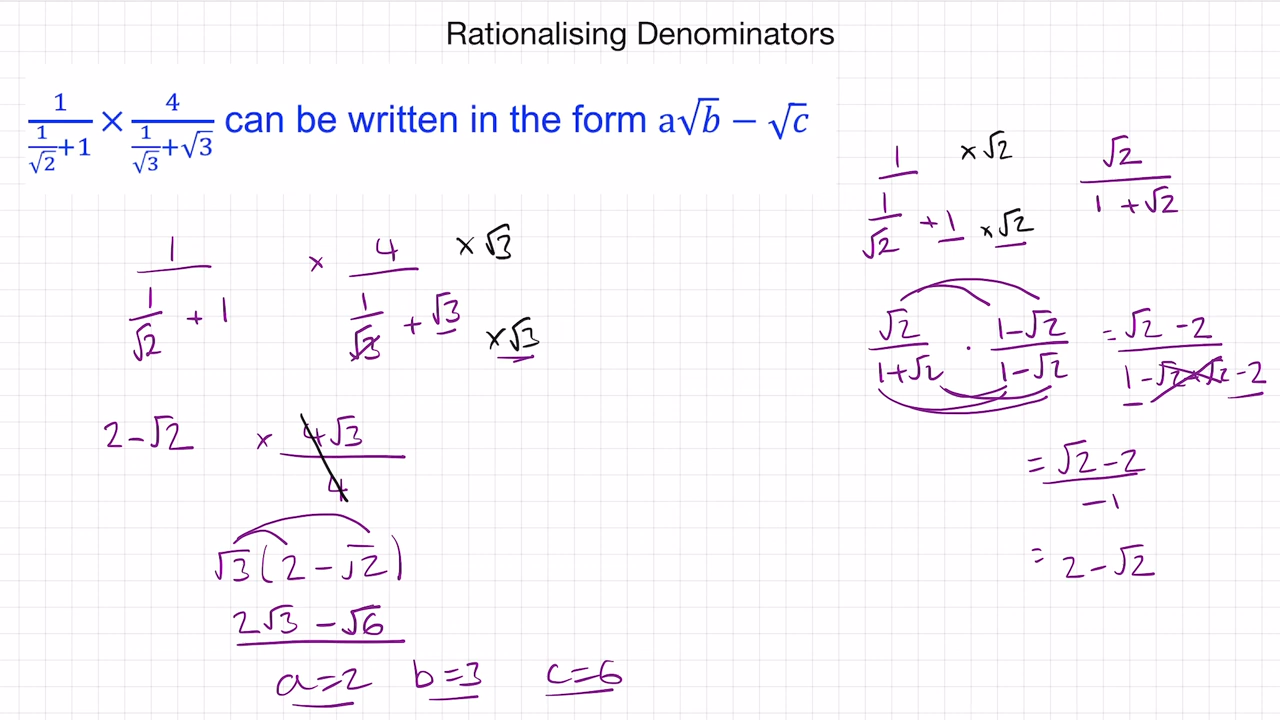 Rationalising Denominators
1/(1/√2+1) × 4/(1/√3+√3) can be written in the form a√b − √c
1/(1/√2 + 1) × 4/(1/√3 + √3) ×√3 ×√3
2−√2 × 4√3/4
√3(2−√2)
2√3 −√6
a=2 b=3 c=6
1/(1/√2 +1) ×√2 ×√2 √2/(1+√2)
√2/(1+√2) · (1−√2)/(1−√2) = (√2 −2)/(1−√2+√2−2)
= (√2−2)/−1
= 2−√2